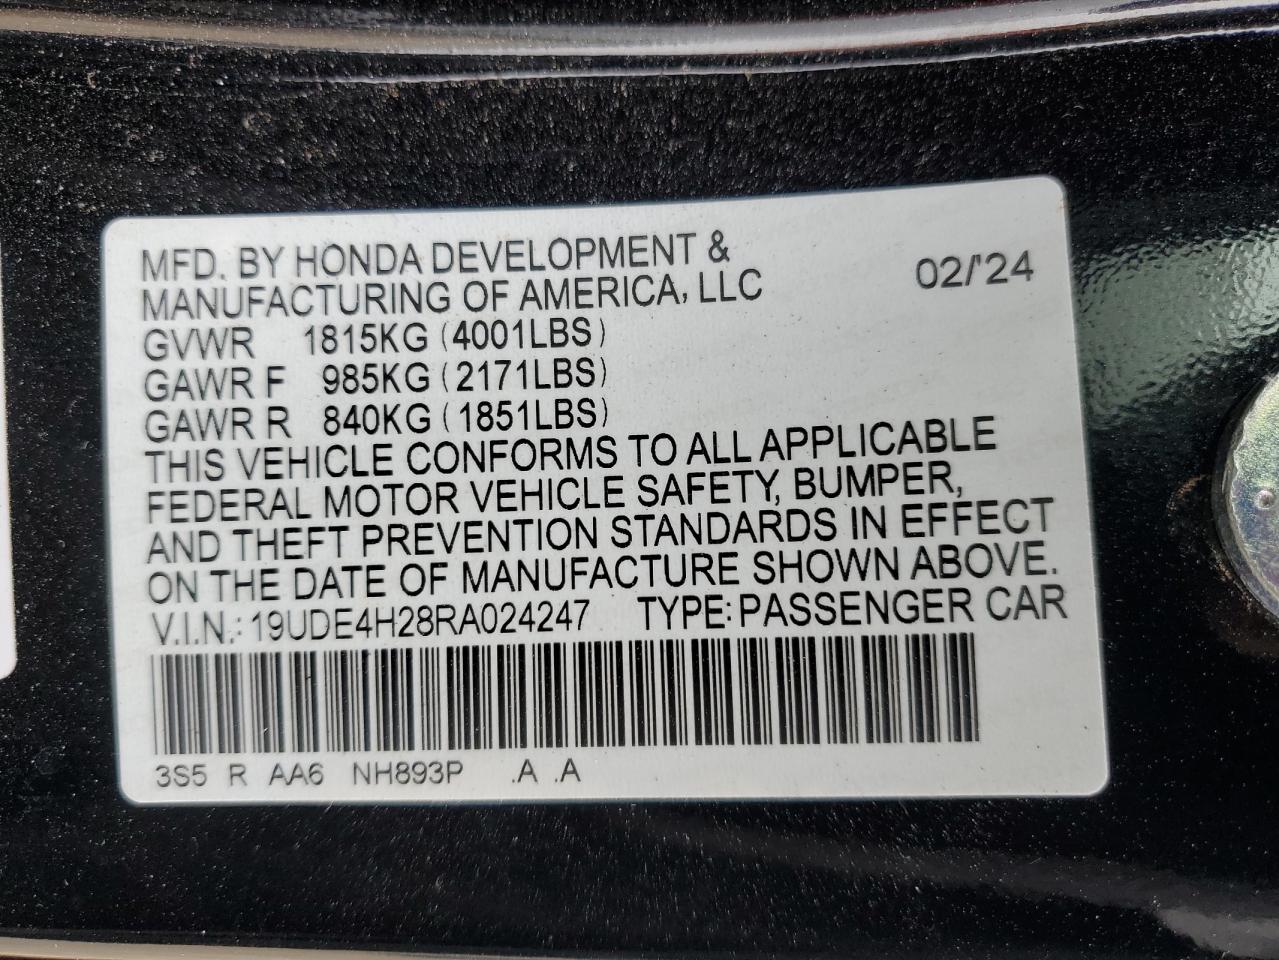 MFD. BY HONDA DEVELOPMENT & MANUFACTURING OF AMERICA, LLC 02/'24
GVWR 1815KG (4001LBS)
GAWR F 985KG (2171LBS)
GAWR R 840KG (1851LBS)
THIS VEHICLE CONFORMS TO ALL APPLICABLE
FEDERAL MOTOR VEHICLE SAFETY, BUMPER,
AND THEFT PREVENTION STANDARDS IN EFFECT
ON THE DATE OF MANUFACTURE SHOWN ABOVE.
V.I.N.: 19UDE4H28RA024247 TYPE: PASSENGER CAR
3S5 R AA6 NH893P .A .A